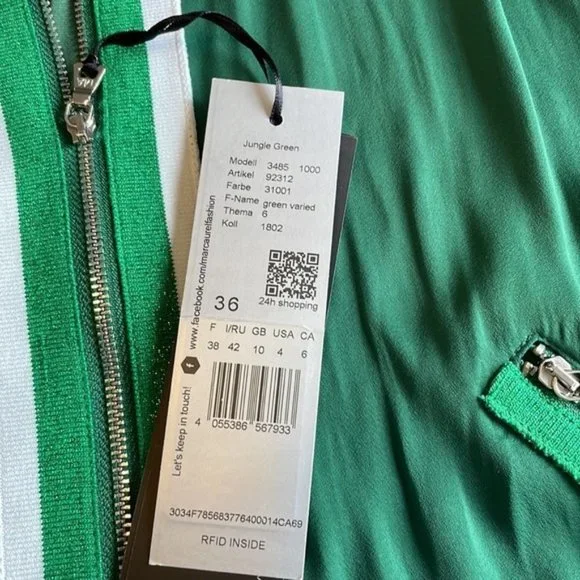 Jungle Green
Modell 3485 1000
Artikel 92312
Farbe 31001
F-Name green varied
Thema 6
Koll 1802
36
24h shopping
F I/RU GB USA CA
38 42 10 4 6
4 055386 567933
3034F785683776400014CA69
RFID INSIDE
www.facebook.com/marcaurelfashion
f
Let's keep in touch!